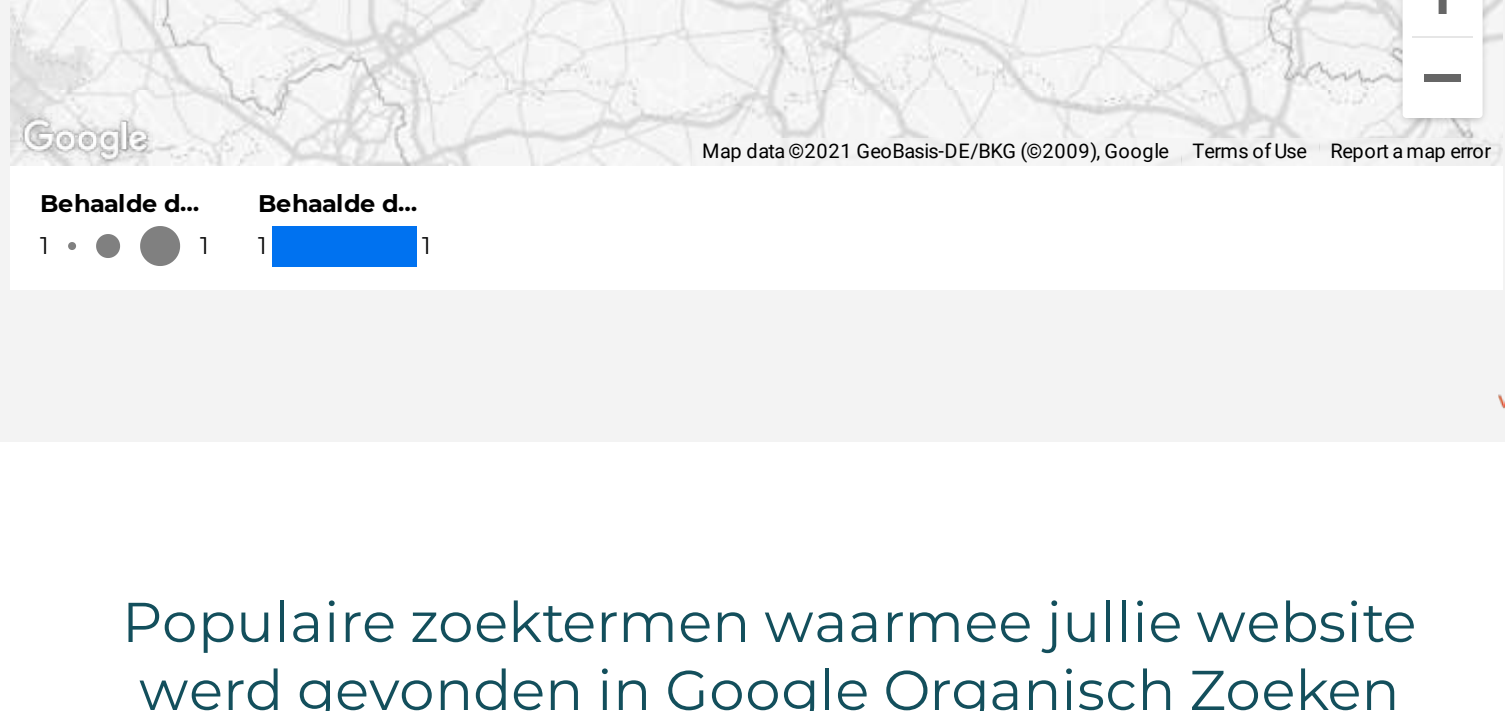 Google
Map data ©2021 GeoBasis-DE/BKG (©2009), Google Terms of Use Report a map error
Behaalde d... Behaalde d...
1 1 1 1
Populaire zoektermen waarmee jullie website
werd gevonden in Google Organisch Zoeken